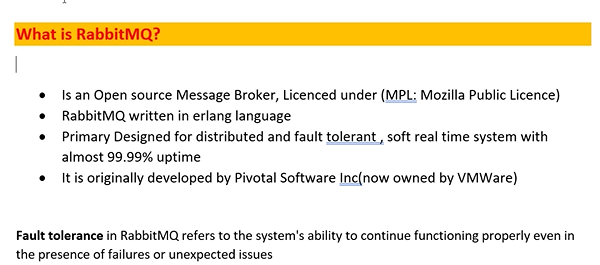 What is RabbitMQ?
• Is an Open source Message Broker, Licenced under (MPL: Mozilla Public Licence)
• RabbitMQ written in erlang language
• Primary Designed for distributed and fault tolerant , soft real time system with
almost 99.99% uptime
• It is originally developed by Pivotal Software Inc(now owned by VMWare)
Fault tolerance in RabbitMQ refers to the system's ability to continue functioning properly even in
the presence of failures or unexpected issues